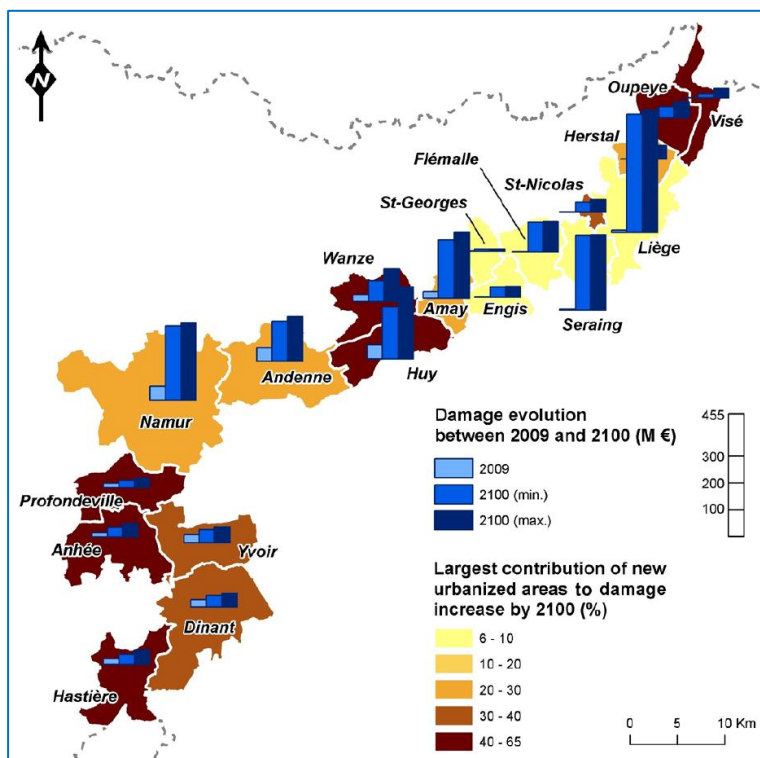 N
Oupeye
Visé
Herstal
Flémalle
St-Nicolas
St-Georges
Wanze
Liège
Amay
Engis
Seraing
Huy
Andenne
Namur
Profondeville
Anhée
Yvoir
Dinant
Hastière
Damage evolution
between 2009 and 2100 (M €)
2009
2100 (min.)
2100 (max.)
455
300
200
100
Largest contribution of new
urbanized areas to damage
increase by 2100 (%)
6 - 10
10 - 20
20 - 30
30 - 40
40 - 65
0 5 10 Km